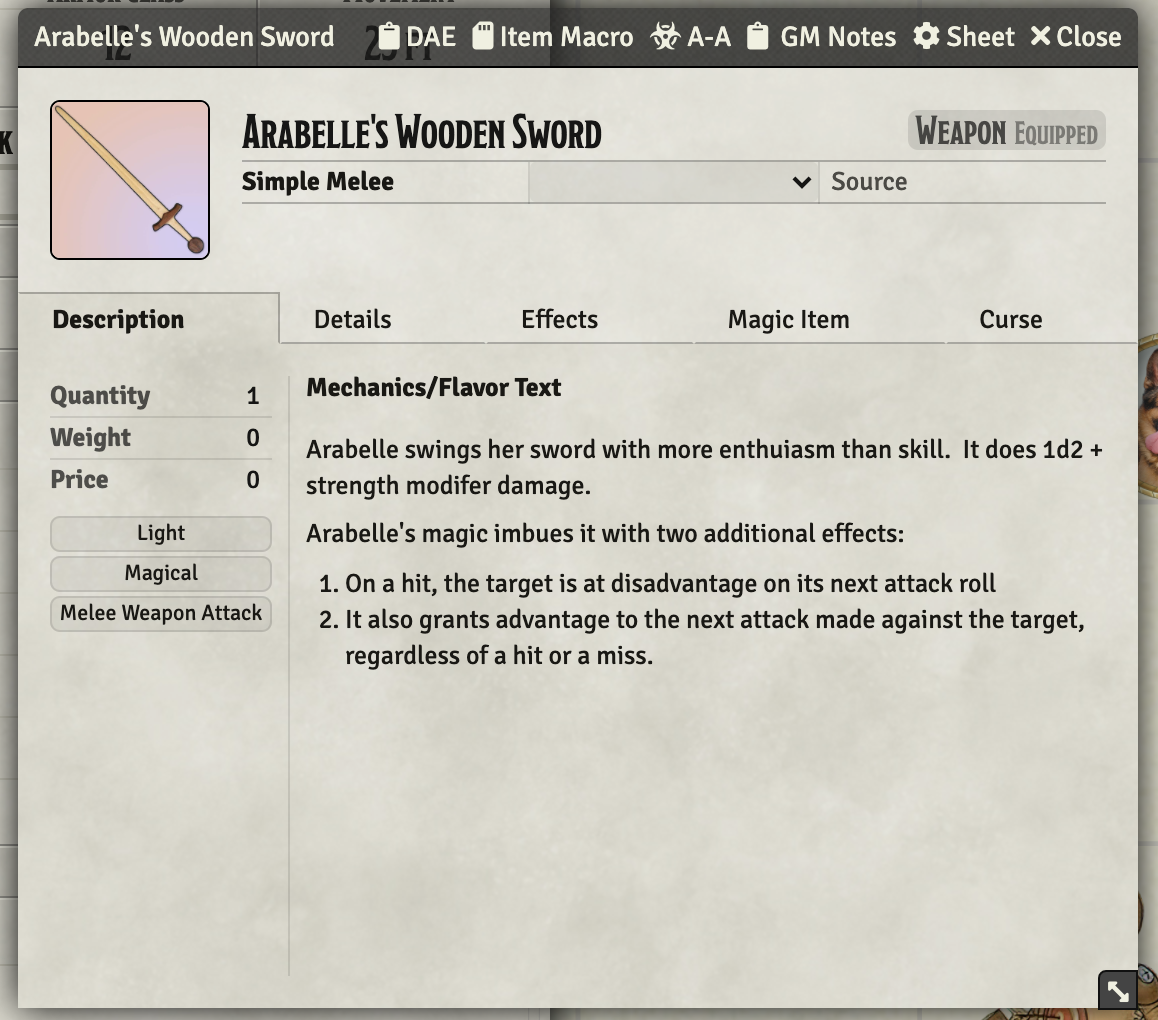 Arabelle's Wooden Sword DAE Item Macro A-A GM Notes Sheet Close
Arabelle's Wooden Sword
Weapon Equipped
Simple Melee Source
Description Details Effects Magic Item Curse
Quantity 1
Weight 0
Price 0
Light
Magical
Melee Weapon Attack
Mechanics/Flavor Text
Arabelle swings her sword with more enthuiasm than skill. It does 1d2 +
strength modifer damage.
Arabelle's magic imbues it with two additional effects:
1. On a hit, the target is at disadvantage on its next attack roll
2. It also grants advantage to the next attack made against the target,
regardless of a hit or a miss.